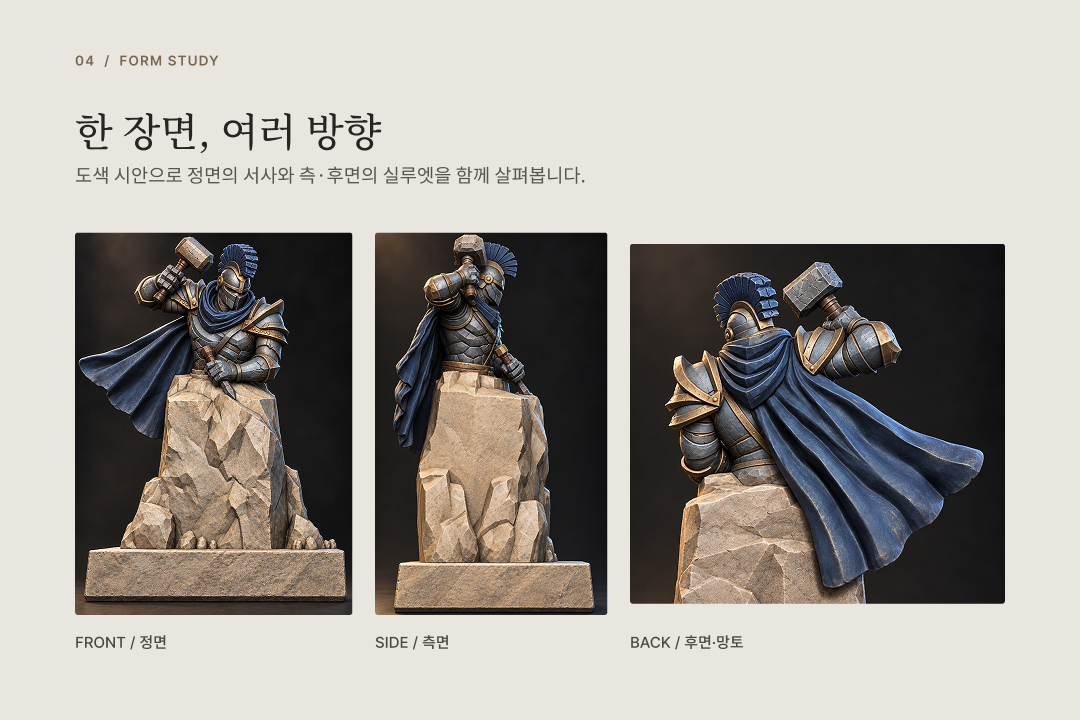 04 / FORM STUDY
한 장면, 여러 방향
도색 시안으로 정면의 서사와 측·후면의 실루엣을 함께 살펴봅니다.
FRONT / 정면
SIDE / 측면
BACK / 후면·망토